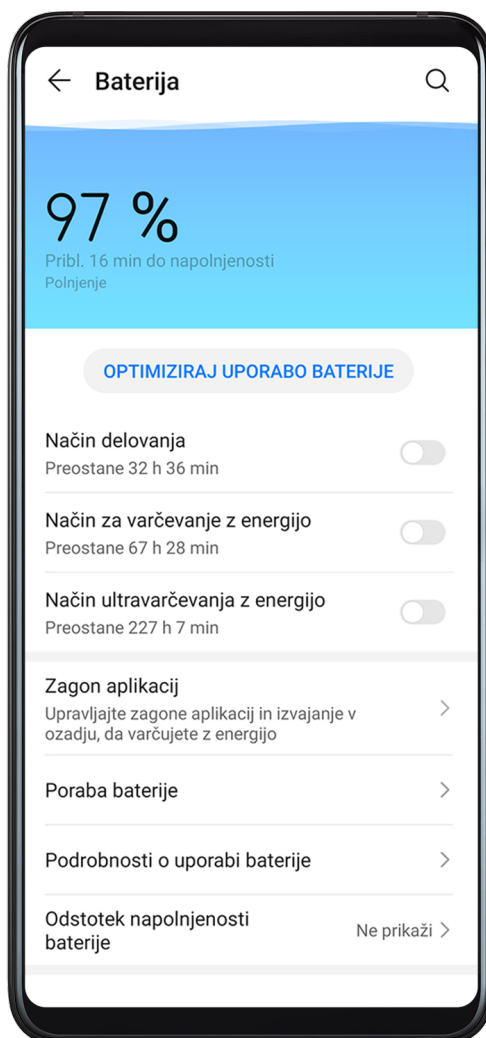 Baterija
97 %
Pribl. 16 min do napolnjenosti
Polnjenje
OPTIMIZIRAJ UPORABO BATERIJE
Način delovanja
Preostane 32 h 36 min
Način za varčevanje z energijo
Preostane 67 h 28 min
Način ultravarčevanja z energijo
Preostane 227 h 7 min
Zagon aplikacij
Upravljajte zagone aplikacij in izvajanje v
ozadju, da varčujete z energijo
Poraba baterije
Podrobnosti o uporabi baterije
Odstotek napolnjenosti
baterije
Ne prikaži